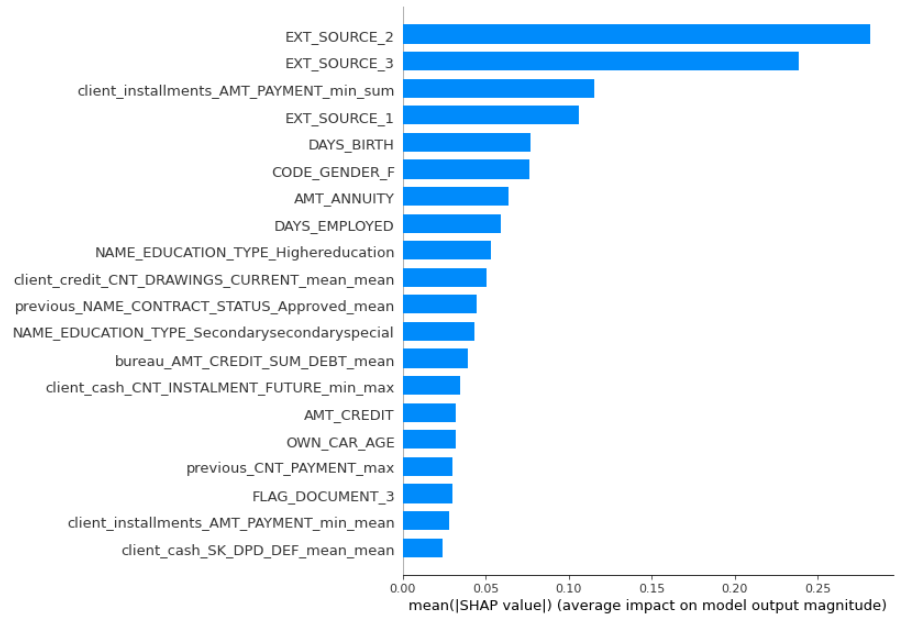 EXT_SOURCE_2
EXT_SOURCE_3
client_installments_AMT_PAYMENT_min_sum
EXT_SOURCE_1
DAYS_BIRTH
CODE_GENDER_F
AMT_ANNUITY
DAYS_EMPLOYED
NAME_EDUCATION_TYPE_Highereducation
client_credit_CNT_DRAWINGS_CURRENT_mean_mean
previous_NAME_CONTRACT_STATUS_Approved_mean
NAME_EDUCATION_TYPE_Secondarysecondaryspecial
bureau_AMT_CREDIT_SUM_DEBT_mean
client_cash_CNT_INSTALMENT_FUTURE_min_max
AMT_CREDIT
OWN_CAR_AGE
previous_CNT_PAYMENT_max
FLAG_DOCUMENT_3
client_installments_AMT_PAYMENT_min_mean
client_cash_SK_DPD_DEF_mean_mean
0.00 0.05 0.10 0.15 0.20 0.25
mean(|SHAP value|) (average impact on model output magnitude)